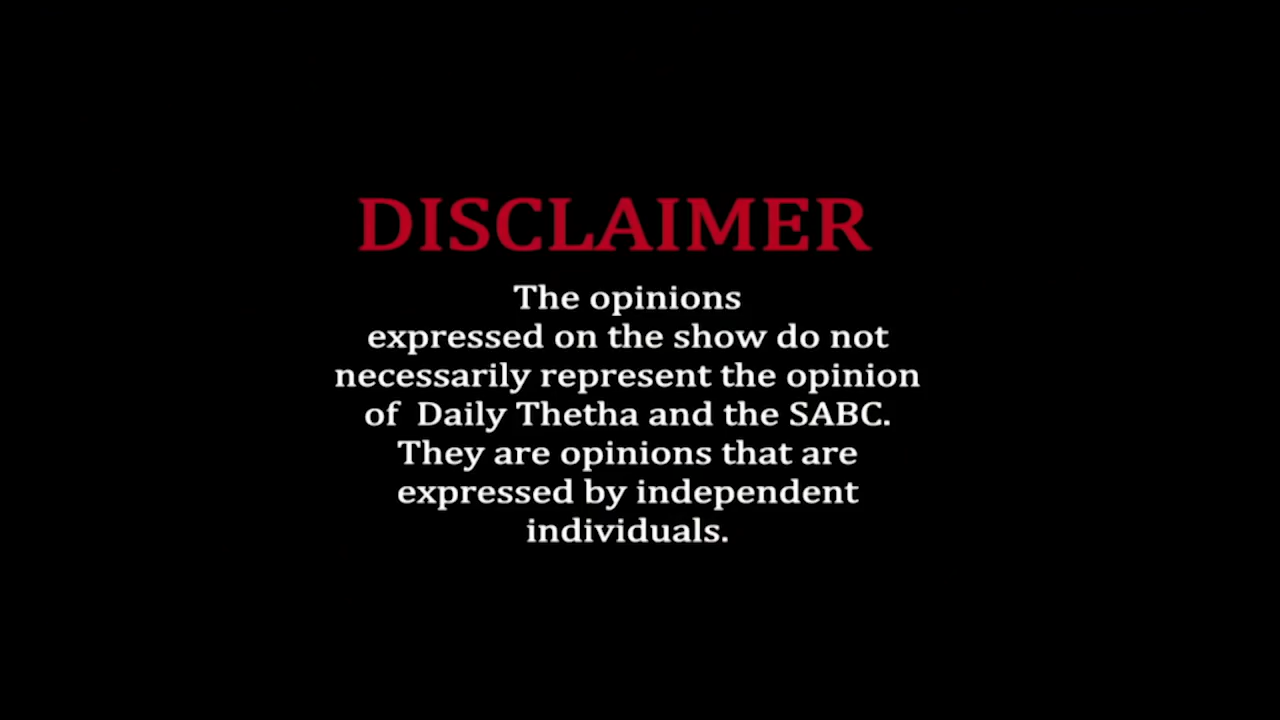 DISCLAIMER
The opinions
expressed on the show do not
necessarily represent the opinion
of  Daily Thetha and the SABC.
They are opinions that are
expressed by independent
individuals.